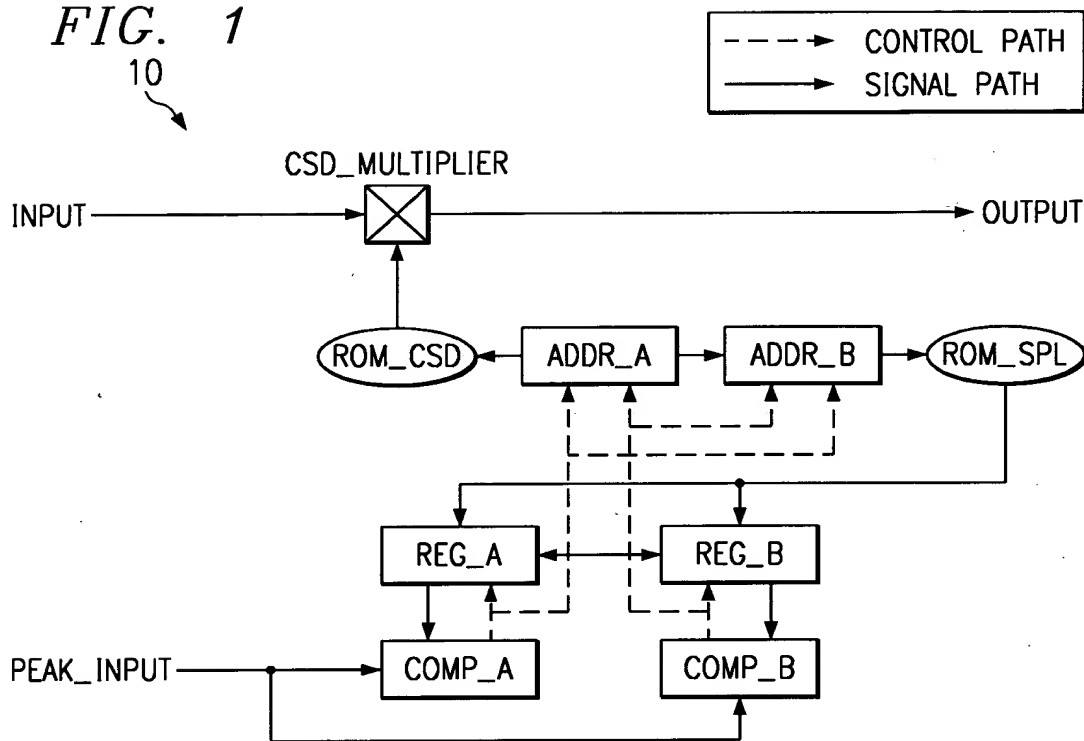 FIG. 1
10
CONTROL PATH
SIGNAL PATH
CSD_MULTIPLIER
INPUT
OUTPUT
ROM_CSD
ADDR_A
ADDR_B
ROM_SPL
REG_A
REG_B
PEAK_INPUT
COMP_A
COMP_B